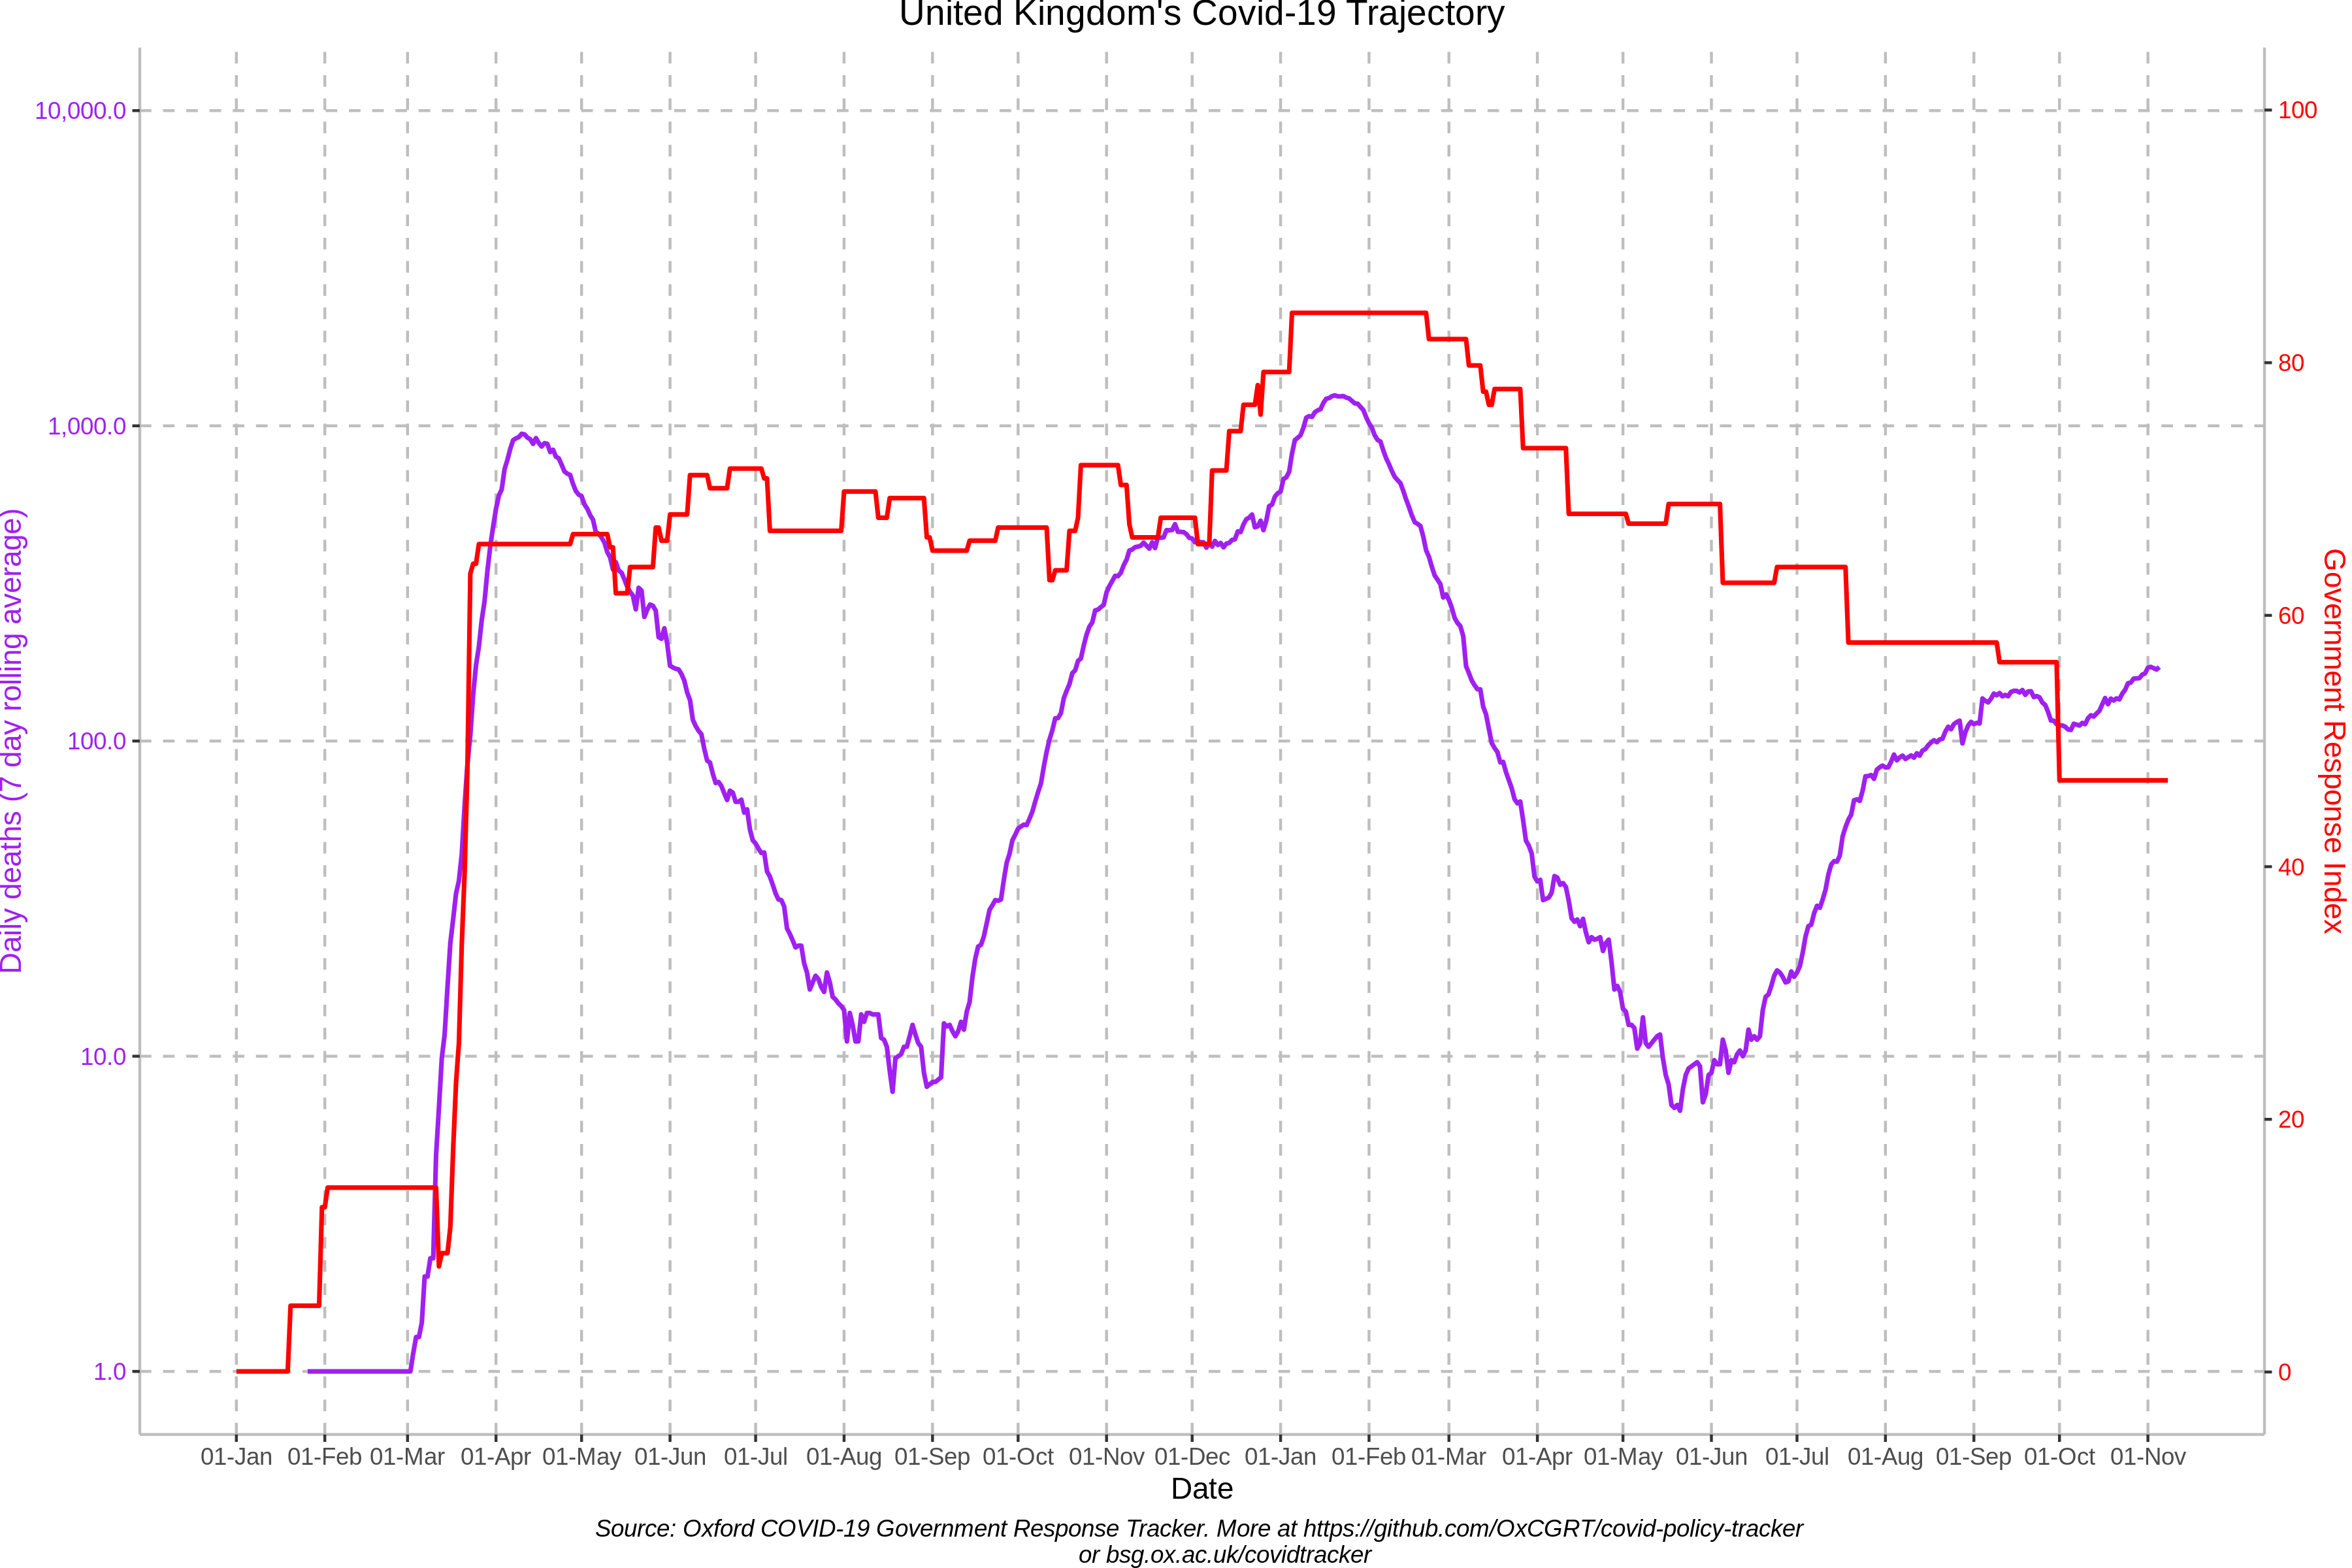 United Kingdom's Covid-19 Trajectory
10,000.0
1,000.0
100.0
10.0
1.0
Daily deaths (7 day rolling average)
100
80
60
40
20
0
Government Response Index
01-Jan 01-Feb 01-Mar 01-Apr 01-May 01-Jun 01-Jul 01-Aug 01-Sep 01-Oct 01-Nov 01-Dec 01-Jan 01-Feb 01-Mar 01-Apr 01-May 01-Jun 01-Jul 01-Aug 01-Sep 01-Oct 01-Nov
Date
Source: Oxford COVID-19 Government Response Tracker. More at https://github.com/OxCGRT/covid-policy-tracker
or bsg.ox.ac.uk/covidtracker